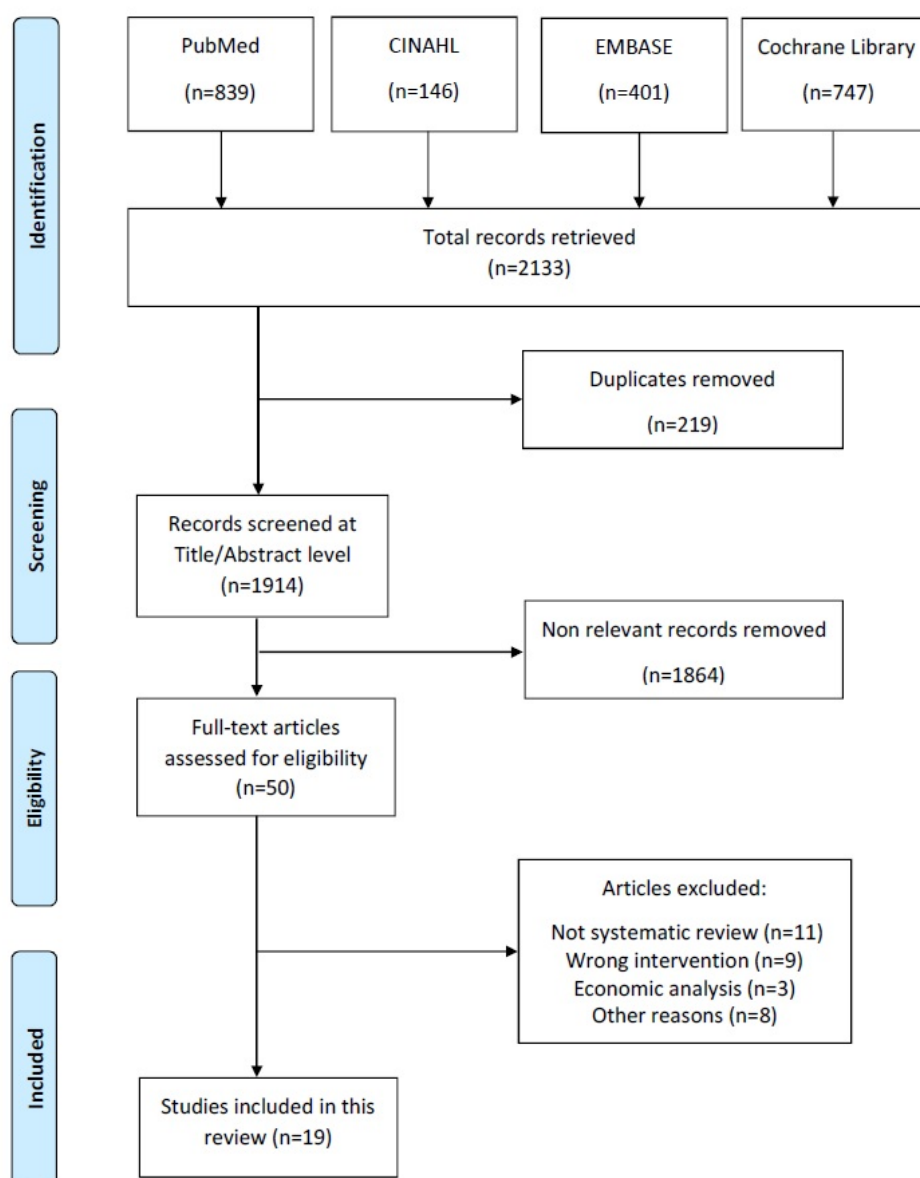 PubMed
(n=839)
CINAHL
(n=146)
EMBASE
(n=401)
Cochrane Library
(n=747)
Identification
Total records retrieved
(n=2133)
Duplicates removed
(n=219)
Screening
Records screened at
Title/Abstract level
(n=1914)
Non relevant records removed
(n=1864)
Eligibility
Full-text articles
assessed for eligibility
(n=50)
Articles excluded:
Not systematic review (n=11)
Wrong intervention (n=9)
Economic analysis (n=3)
Other reasons (n=8)
Included
Studies included in this
review (n=19)